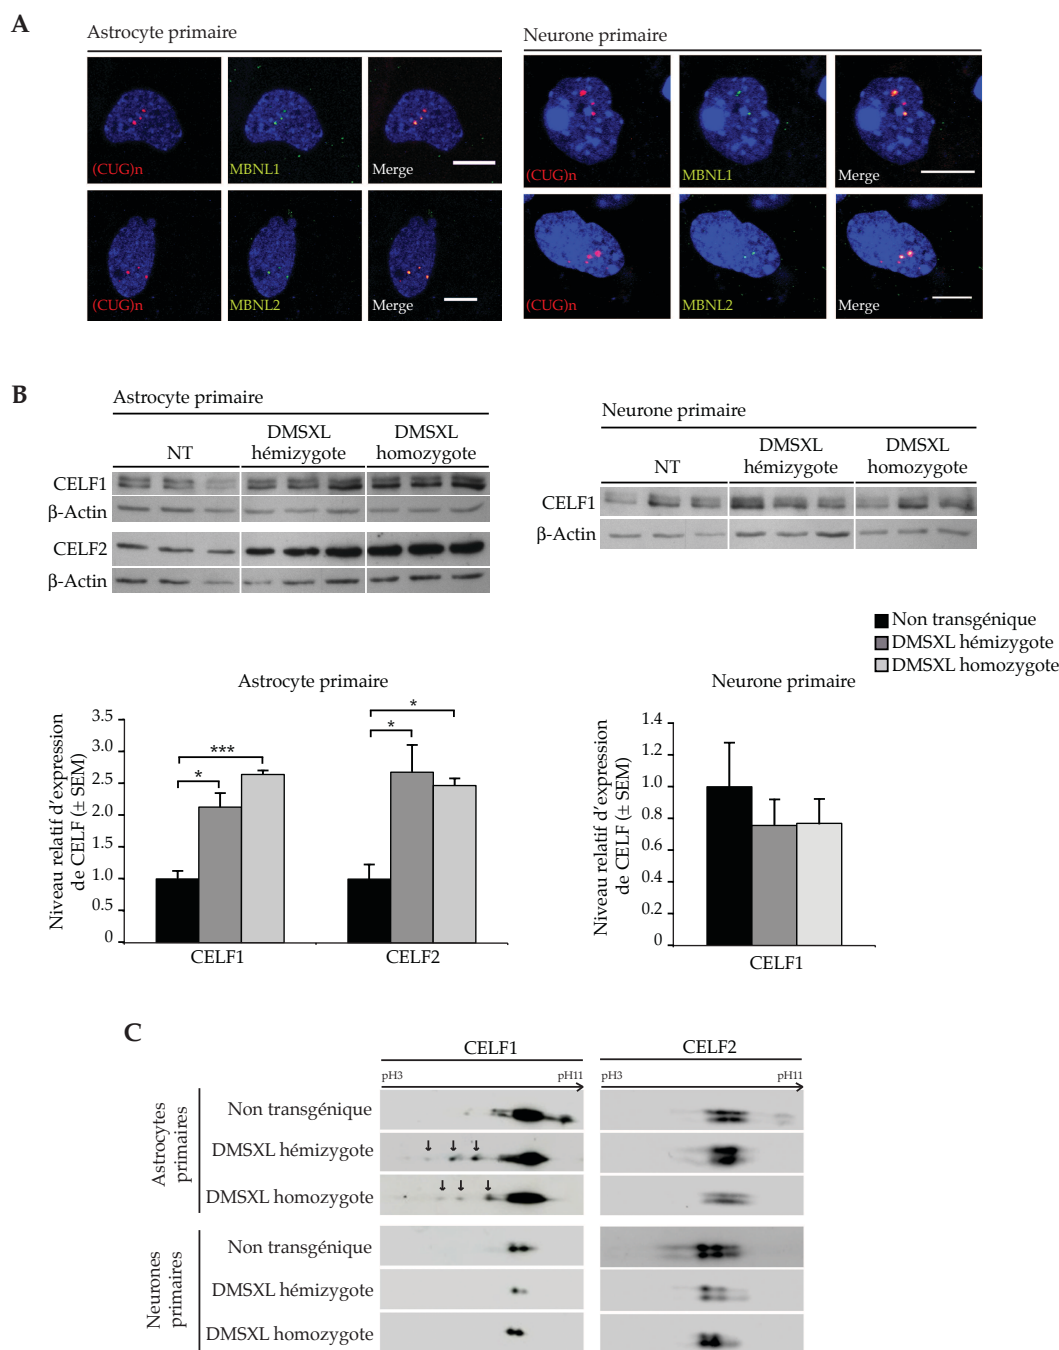 A
Astrocyte primaire
Neurone primaire
(CUG)n
MBNL1
Merge
(CUG)n
MBNL1
Merge
(CUG)n
MBNL2
Merge
(CUG)n
MBNL2
Merge
B
Astrocyte primaire
NT
DMSXL hémizygote
DMSXL homozygote
CELF1
β-Actin
CELF2
β-Actin
Neurone primaire
NT
DMSXL hémizygote
DMSXL homozygote
CELF1
β-Actin
Non transgénique
DMSXL hémizygote
DMSXL homozygote
Astrocyte primaire
Niveau relatif d'expression
de CELF (± SEM)
3.5
3.0
2.5
2.0
1.5
1.0
0.5
0
*
***
*
*
CELF1
CELF2
Neurone primaire
Niveau relatif d'expression
de CELF (± SEM)
1.4
1.2
1.0
0.8
0.6
0.4
0.2
0
CELF1
C
CELF1
CELF2
pH3
pH11
pH3
pH11
Astrocytes
primaires
Non transgénique
DMSXL hémizygote
DMSXL homozygote
Neurones
primaires
Non transgénique
DMSXL hémizygote
DMSXL homozygote